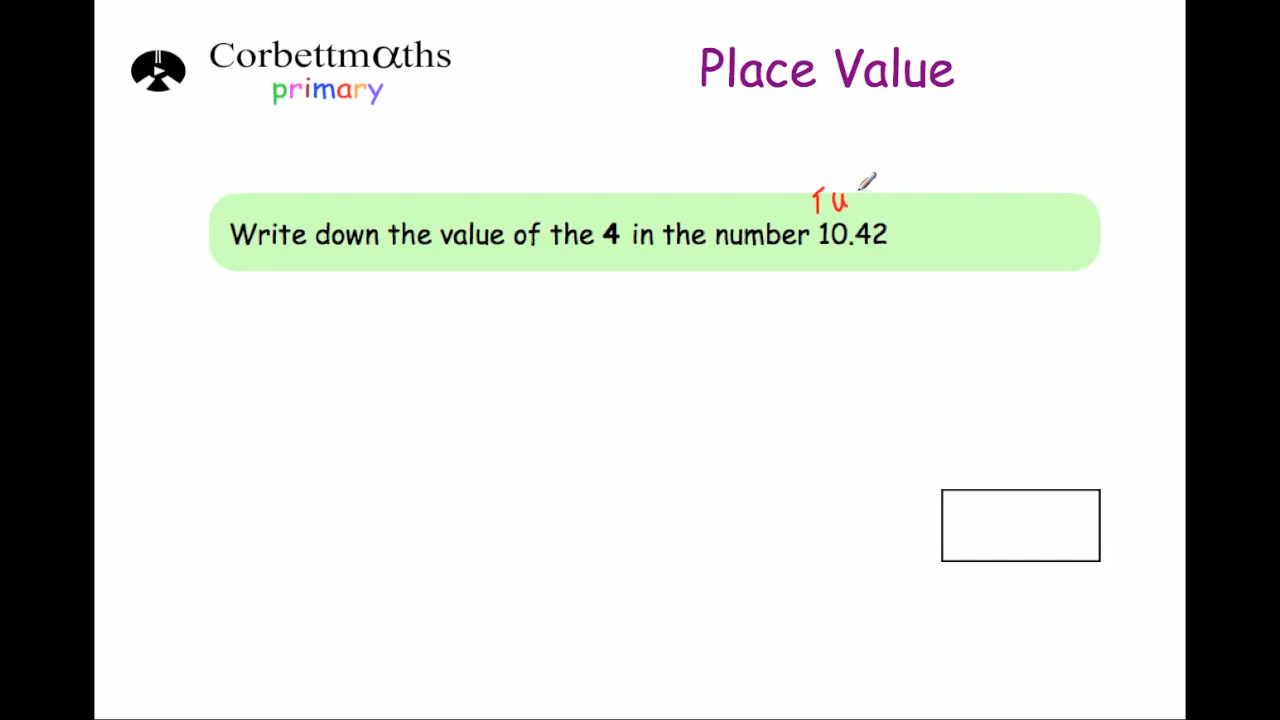 Corbettmαths
primary
Place Value
T U
Write down the value of the 4 in the number 10.42